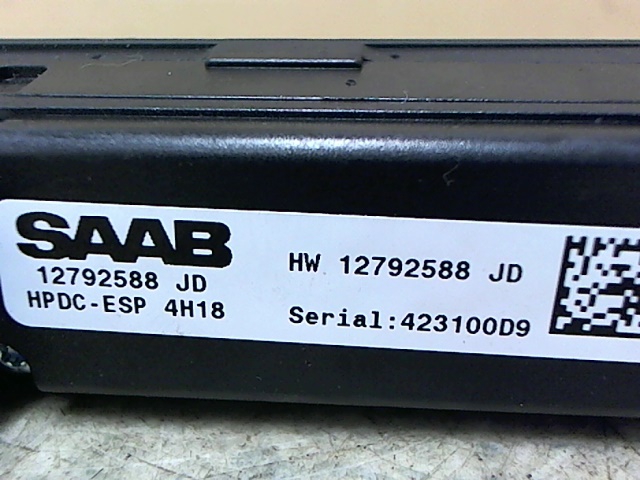 SAAB
12792588 JD
HPDC-ESP 4H18
HW 12792588 JD
Serial:423100D9